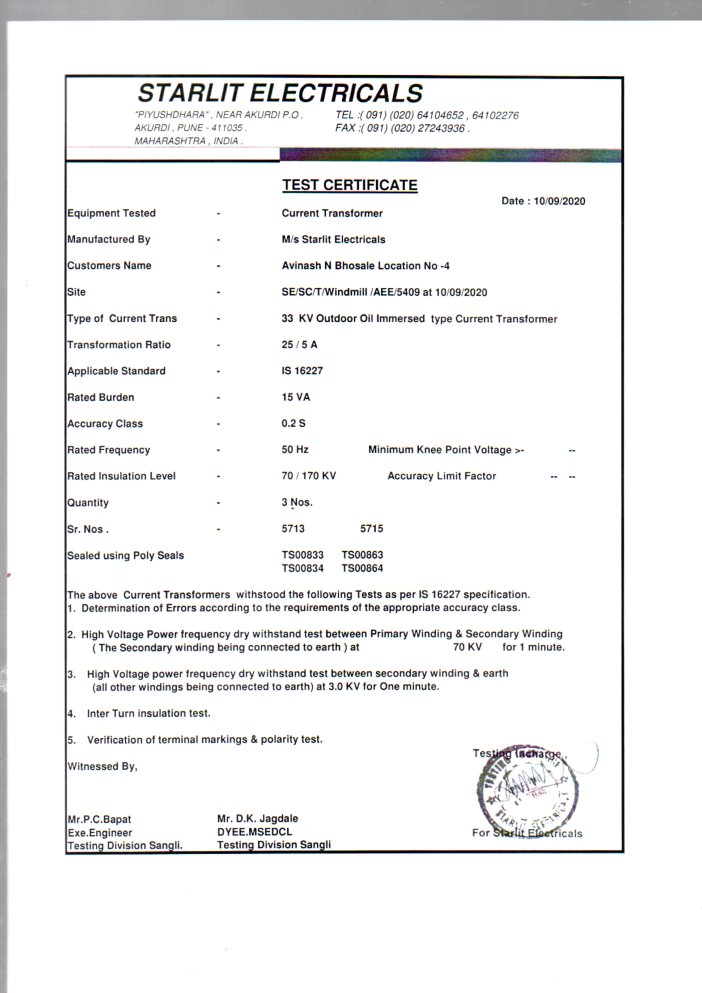 STARLIT ELECTRICALS
"PIYUSHDHARA" , NEAR AKURDI P.O ,
AKURDI , PUNE - 411035 .
MAHARASHTRA , INDIA .
TEL :( 091) (020) 64104652 , 64102276
FAX :( 091) (020) 27243936 .
TEST CERTIFICATE
Date : 10/09/2020
Equipment Tested - Current Transformer
Manufactured By - M/s Starlit Electricals
Customers Name - Avinash N Bhosale Location No -4
Site - SE/SC/T/Windmill /AEE/5409 at 10/09/2020
Type of Current Trans - 33 KV Outdoor Oil Immersed type Current Transformer
Transformation Ratio - 25 / 5 A
Applicable Standard - IS 16227
Rated Burden - 15 VA
Accuracy Class - 0.2 S
Rated Frequency - 50 Hz Minimum Knee Point Voltage >- --
Rated Insulation Level - 70 / 170 KV Accuracy Limit Factor -- --
Quantity - 3 Nos.
Sr. Nos . - 5713 5715
Sealed using Poly Seals TS00833 TS00863
TS00834 TS00864
The above Current Transformers withstood the following Tests as per IS 16227 specification.
1. Determination of Errors according to the requirements of the appropriate accuracy class.
2. High Voltage Power frequency dry withstand test between Primary Winding & Secondary Winding
( The Secondary winding being connected to earth ) at 70 KV for 1 minute.
3. High Voltage power frequency dry withstand test between secondary winding & earth
(all other windings being connected to earth) at 3.0 KV for One minute.
4. Inter Turn insulation test.
5. Verification of terminal markings & polarity test.
Testing Incharge
Witnessed By,
Mr.P.C.Bapat
Exe.Engineer
Testing Division Sangli.
Mr. D.K. Jagdale
DYEE.MSEDCL
Testing Division Sangli
For Starlit Electricals